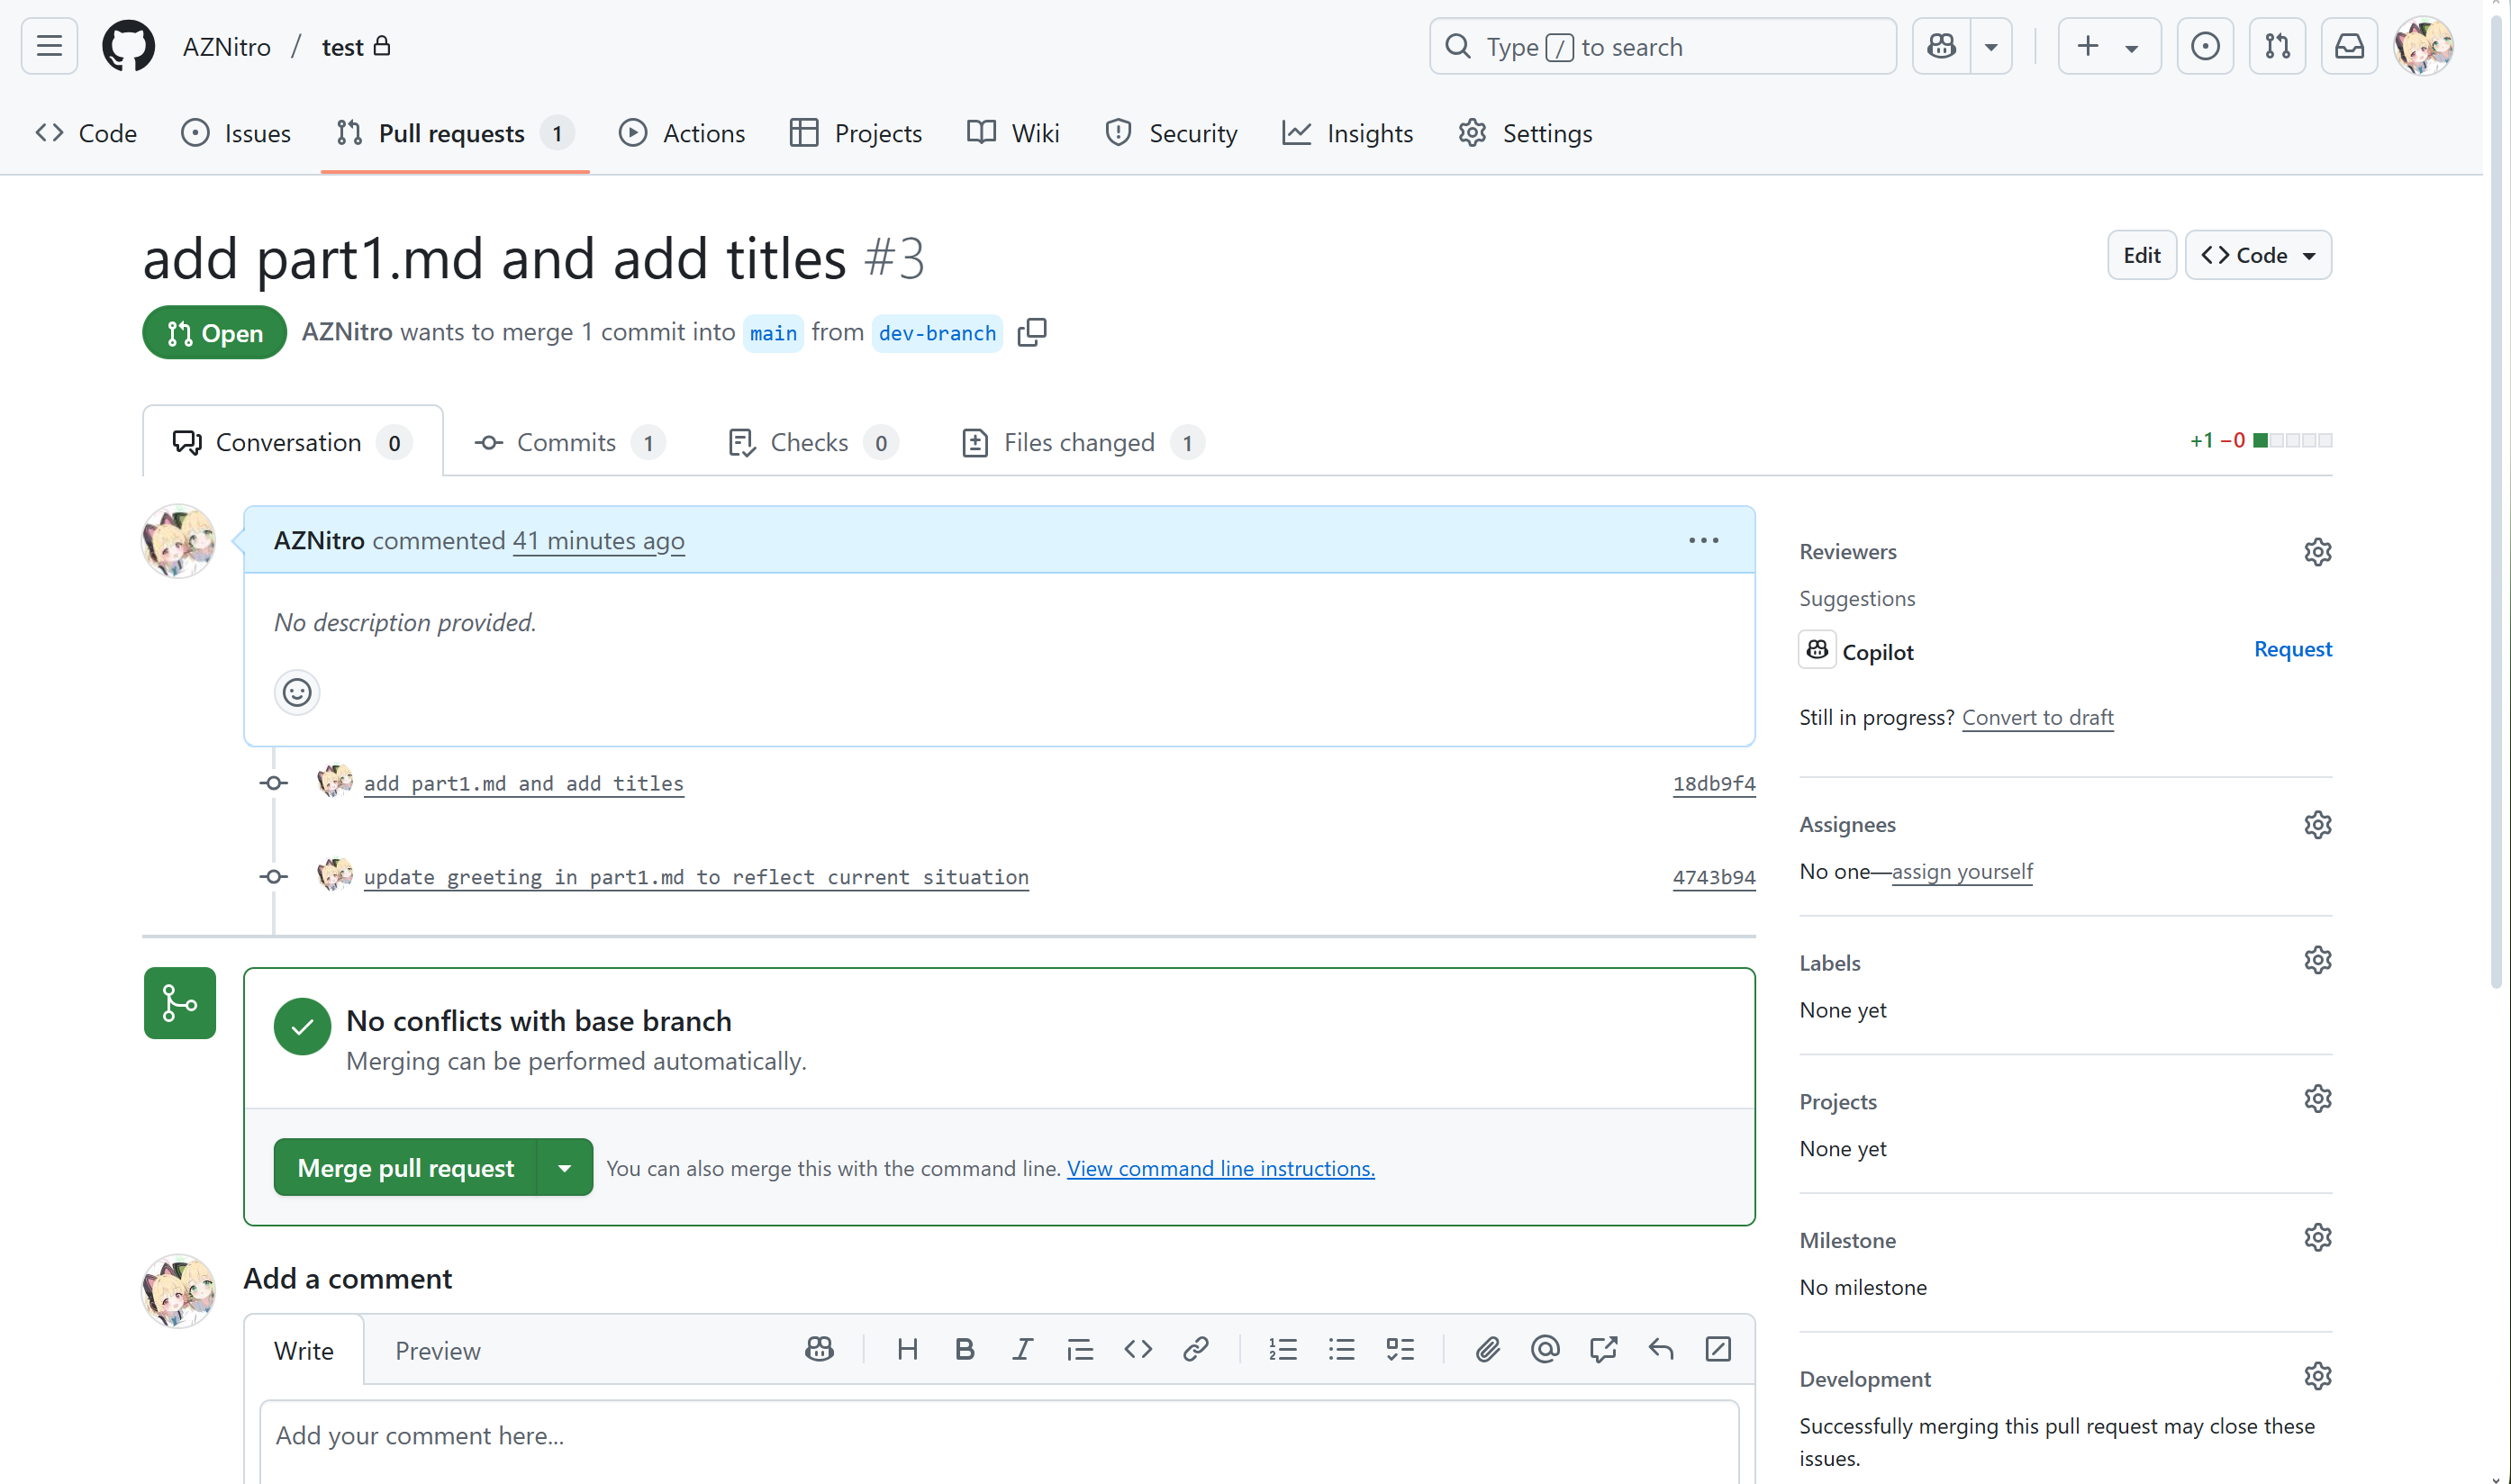 AZNitro / test
Type / to search
Code
Issues
Pull requests 1
Actions
Projects
Wiki
Security
Insights
Settings
add part1.md and add titles #3
Edit
Code
Open
AZNitro wants to merge 1 commit into main from dev-branch
Conversation 0
Commits 1
Checks 0
Files changed 1
+1 −0
AZNitro commented 41 minutes ago
No description provided.
add part1.md and add titles
18db9f4
update greeting in part1.md to reflect current situation
4743b94
No conflicts with base branch
Merging can be performed automatically.
Merge pull request
You can also merge this with the command line. View command line instructions.
Add a comment
Write
Preview
Add your comment here...
Reviewers
Suggestions
Copilot
Request
Still in progress? Convert to draft
Assignees
No one—assign yourself
Labels
None yet
Projects
None yet
Milestone
No milestone
Development
Successfully merging this pull request may close these
issues.